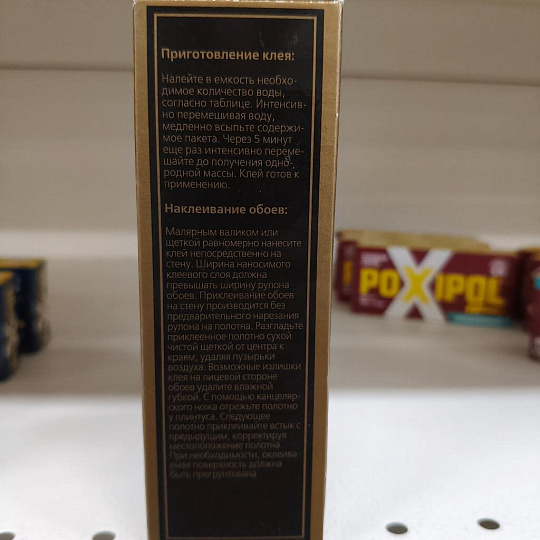 Приготовление клея:
Налейте в емкость необхо-
димое количество воды,
согласно таблице. Интенсив-
но перемешивая воду,
медленно всыпьте содержи-
мое пакета. Через 5 минут
еще раз интенсивно переме-
шайте до получения одно-
родной массы. Клей готов к
применению.
Наклеивание обоев:
Малярным валиком или
щеткой равномерно нанесите
клей непосредственно на
стену. Ширина наносимого
клеевого слоя должна
превышать ширину рулона
обоев. Приклеивание обоев
на стену производится без
предварительного нарезания
рулона на полотна. Разгладьте
приклеенное полотно сухой
чистой щеткой от центра к
краям, удаляя пузырьки
воздуха. Возможные излишки
клея на лицевой стороне
обоев удалите влажной
губкой. С помощью канцеляр-
ского ножа отрежьте полотно
у плинтуса. Следующее
полотно приклеивайте встык с
предыдущим, корректируя
местоположение полотна.
При необходимости, оклеива-
емая поверхность должна
быть прогрунтована.
POXIPOL